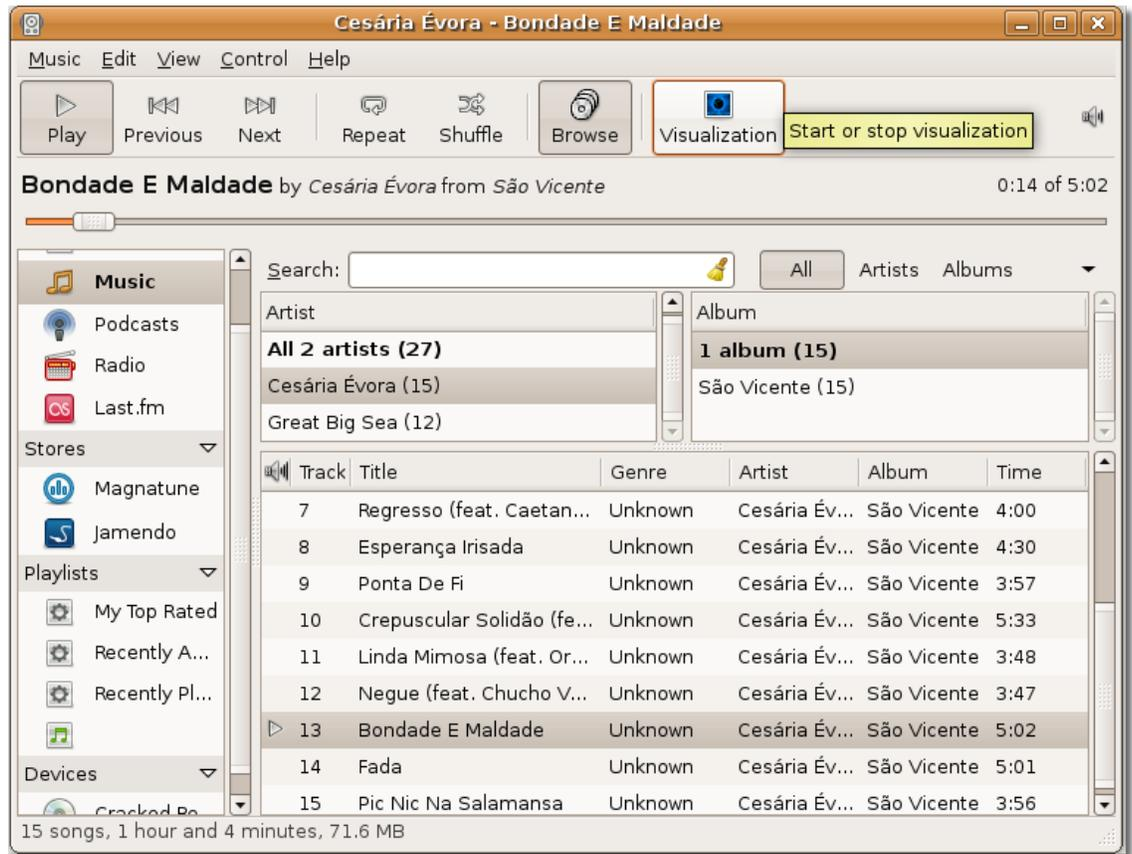 Cesária Évora - Bondade E Maldade
Music Edit View Control Help
Play Previous Next Repeat Shuffle Browse Visualization Start or stop visualization
Bondade E Maldade by Cesária Évora from São Vicente 0:14 of 5:02
Search: All Artists Albums
Music
Podcasts
Radio
Last.fm
Stores
Magnatune
Jamendo
Playlists
My Top Rated
Recently A...
Recently Pl...
Devices
Artist
All 2 artists (27)
Cesária Évora (15)
Great Big Sea (12)
Album
1 album (15)
São Vicente (15)
Track Title Genre Artist Album Time
7 Regresso (feat. Caetan... Unknown Cesária Év... São Vicente 4:00
8 Esperança Irisada Unknown Cesária Év... São Vicente 4:30
9 Ponta De Fi Unknown Cesária Év... São Vicente 3:57
10 Crepuscular Solidão (fe... Unknown Cesária Év... São Vicente 5:33
11 Linda Mimosa (feat. Or... Unknown Cesária Év... São Vicente 3:48
12 Negue (feat. Chucho V... Unknown Cesária Év... São Vicente 3:47
13 Bondade E Maldade Unknown Cesária Év... São Vicente 5:02
14 Fada Unknown Cesária Év... São Vicente 5:01
15 Pic Nic Na Salamansa Unknown Cesária Év... São Vicente 3:56
15 songs, 1 hour and 4 minutes, 71.6 MB